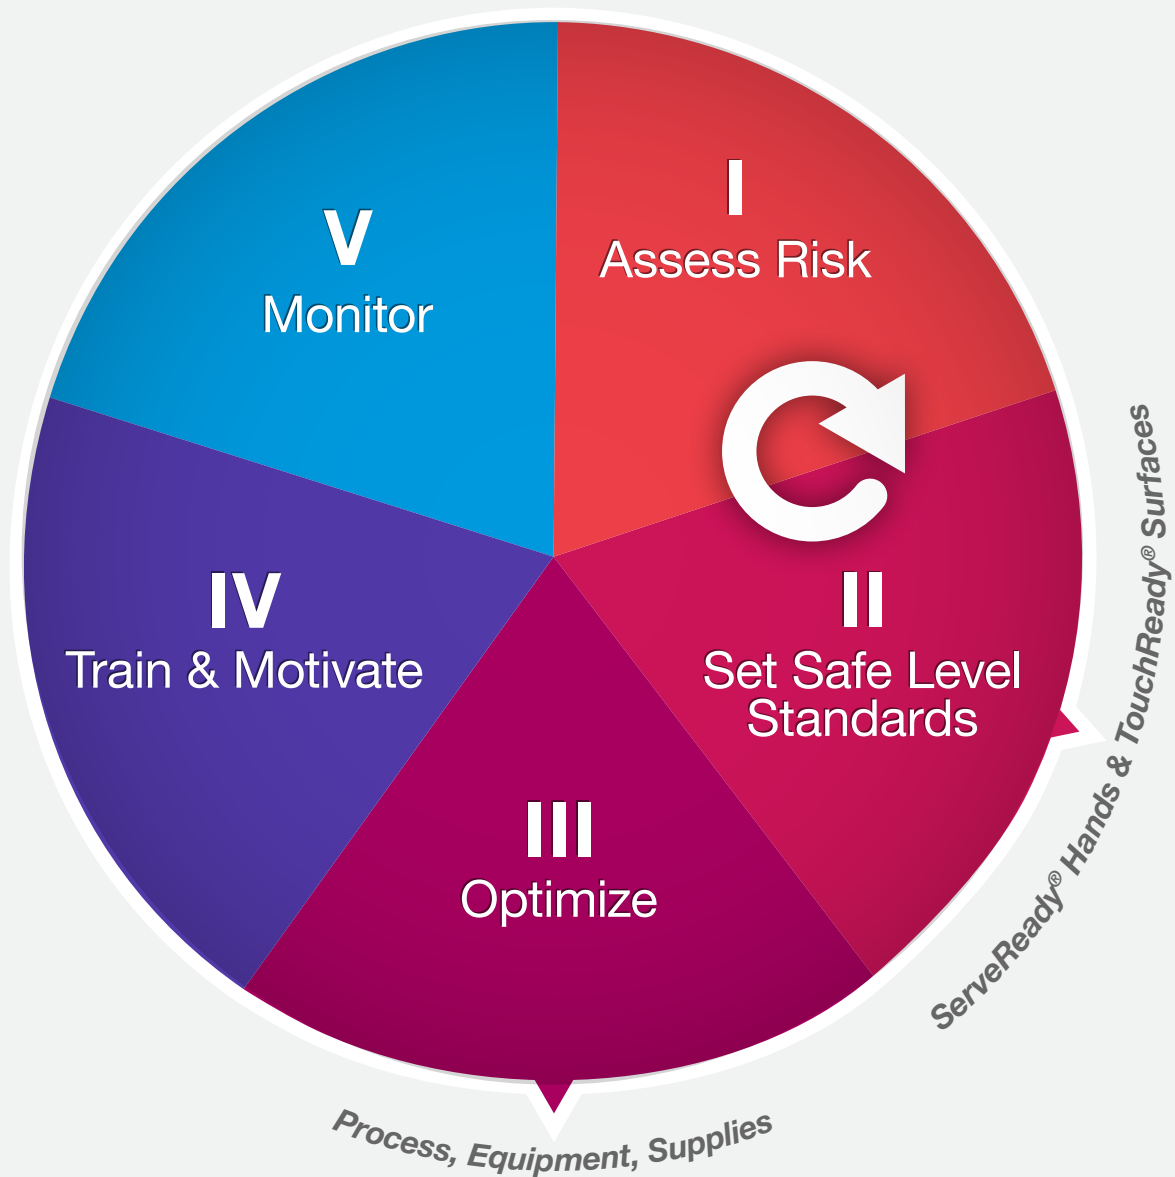 I
Assess Risk
II
Set Safe Level
Standards
ServeReady® Hands & TouchReady® Surfaces
III
Optimize
Process, Equipment, Supplies
IV
Train & Motivate
V
Monitor